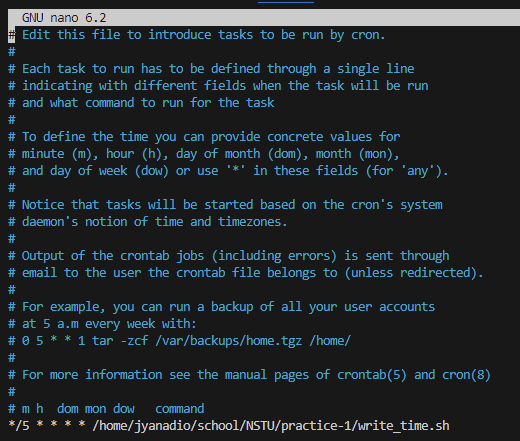 GNU nano 6.2
# Edit this file to introduce tasks to be run by cron.
#
# Each task to run has to be defined through a single line
# indicating with different fields when the task will be run
# and what command to run for the task
#
# To define the time you can provide concrete values for
# minute (m), hour (h), day of month (dom), month (mon),
# and day of week (dow) or use '*' in these fields (for 'any').
#
# Notice that tasks will be started based on the cron's system
# daemon's notion of time and timezones.
#
# Output of the crontab jobs (including errors) is sent through
# email to the user the crontab file belongs to (unless redirected).
#
# For example, you can run a backup of all your user accounts
# at 5 a.m every week with:
# 0 5 * * 1 tar -zcf /var/backups/home.tgz /home/
#
# For more information see the manual pages of crontab(5) and cron(8)
#
# m h  dom mon dow   command
*/5 * * * * /home/jyanadio/school/NSTU/practice-1/write_time.sh